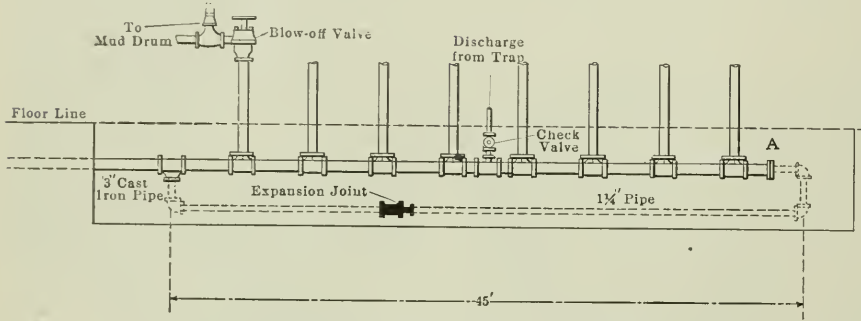 To
Mud Drum
Blow-off Valve
Discharge
from Trap
Floor Line
Check
Valve
A
3" Cast
Iron Pipe
Expansion Joint
1¼" Pipe
45'